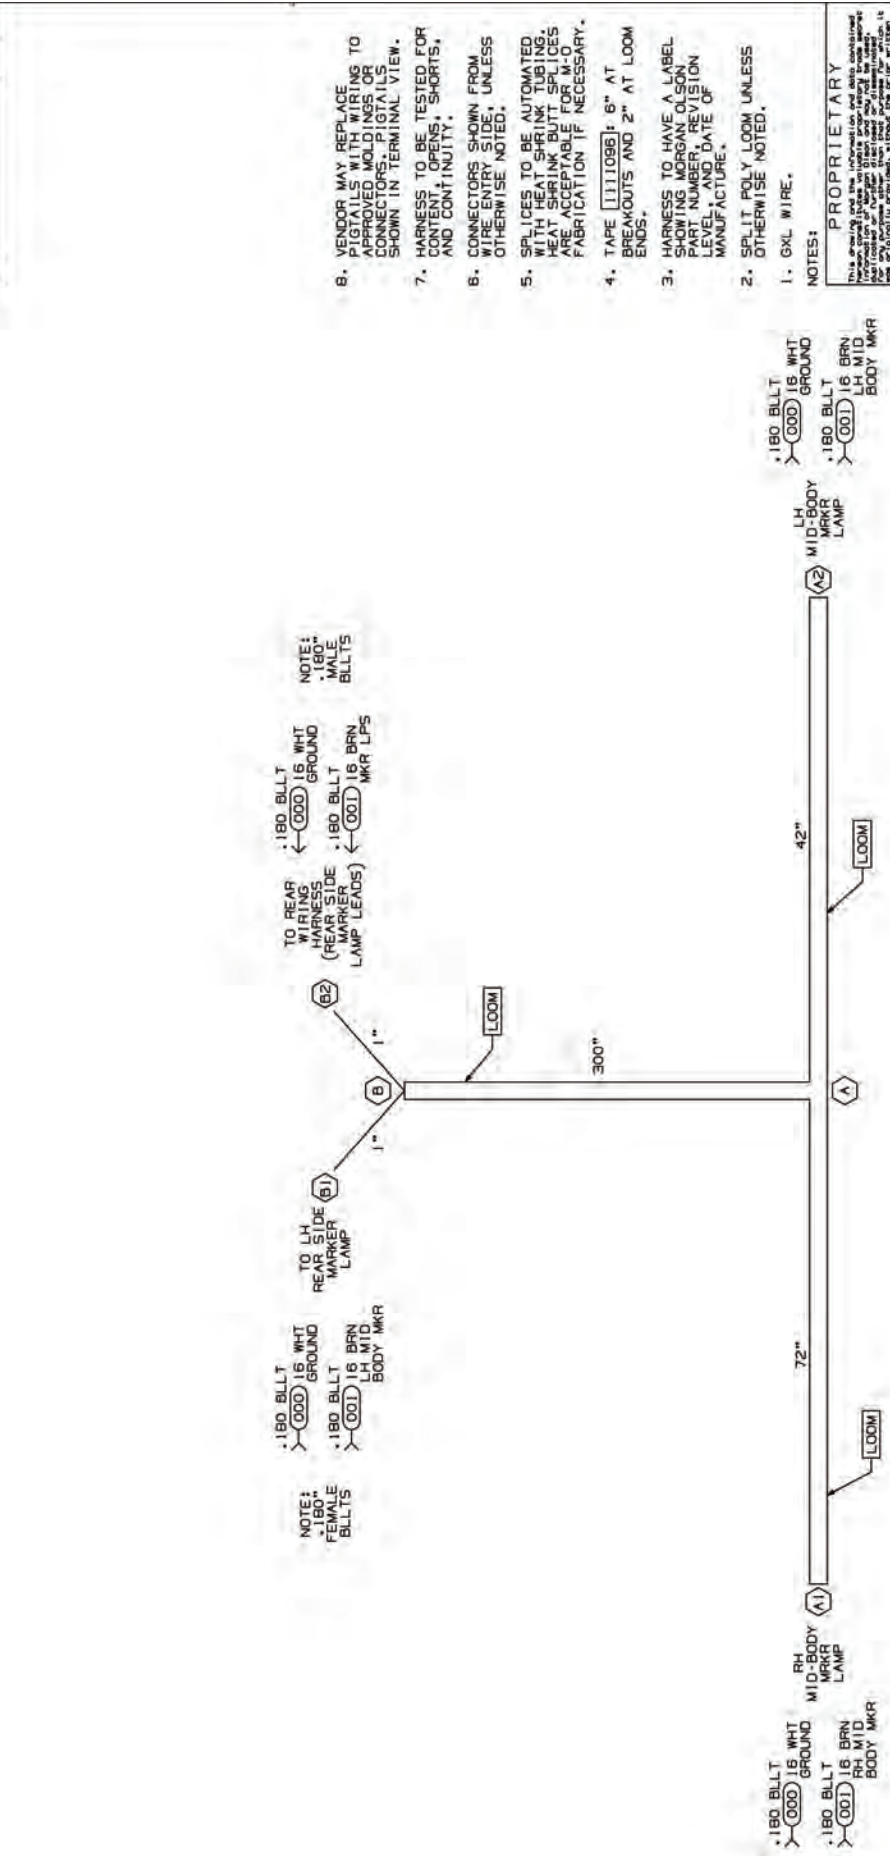 8. VENDOR MAY REPLACE
PIGTAILS WITH WIRING TO
APPROVED MOLDINGS OR
CONNECTORS. PIGTAILS
SHOWN IN TERMINAL VIEW.
7. HARNESS TO BE TESTED FOR
CONTENT, OPENS, SHORTS,
AND CONTINUITY.
6. CONNECTORS SHOWN FROM
WIRE ENTRY SIDE, UNLESS
OTHERWISE NOTED.
5. SPLICES TO BE AUTOMATED
WITH HEAT SHRINK TUBING.
HEAT SHRINK BUTT SPLICES
ARE ACCEPTABLE FOR M-O
FABRICATION IF NECESSARY.
4. TAPE 1111096: 6" AT
BREAKOUTS AND 2" AT LOOM
ENDS.
3. HARNESS TO HAVE A LABEL
SHOWING MORGAN OLSON
PART NUMBER, REVISION
LEVEL, AND DATE OF
MANUFACTURE.
2. SPLIT POLY LOOM UNLESS
OTHERWISE NOTED.
1. GXL WIRE.
NOTES:
PROPRIETARY
This drawing and the information and data contained
NOTE:
.180"
FEMALE
BLLTS
.180 BLLT
000 16 WHT
GROUND
.180 BLLT
001 16 BRN
LH MID
BODY MKR
TO LH
REAR SIDE
MARKER
LAMP
B1
1"
B
1"
B2
TO REAR
WIRING
HARNESS
(REAR SIDE
MARKER
LAMP LEADS)
.180 BLLT
000 16 WHT
GROUND
.180 BLLT
001 16 BRN
MKR LPS
NOTE:
.180"
MALE
BLLTS
LOOM
300"
.180 BLLT
000 16 WHT
GROUND
.180 BLLT
001 16 BRN
RH MID
BODY MKR
RH
MID-BODY
MRKR
LAMP
A1
72"
LOOM
A
42"
LOOM
A2
LH
MID-BODY
MRKR
LAMP
.180 BLLT
000 16 WHT
GROUND
.180 BLLT
001 16 BRN
LH MID
BODY MKR